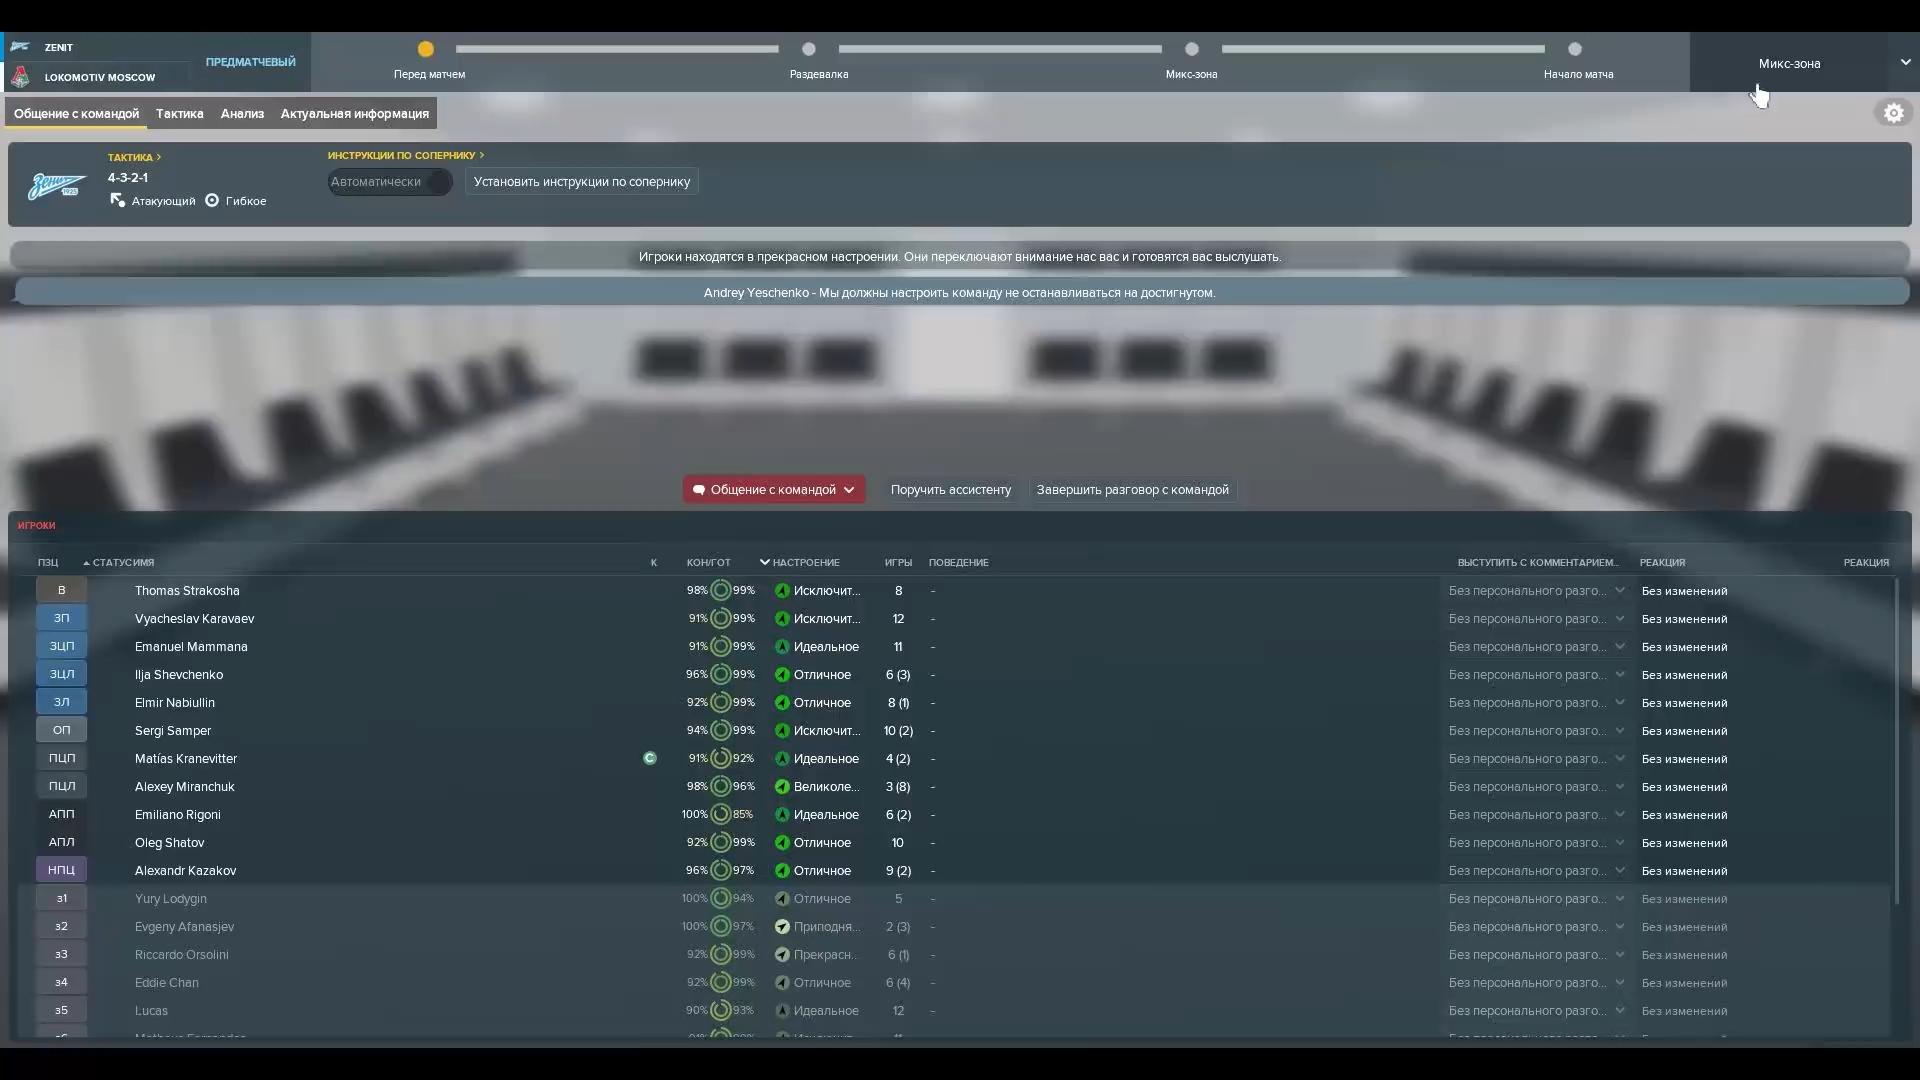 ZENIT
LOKOMOTIV MOSCOW
ПРЕДМАТЧЕВЫЙ
Перед матчем
Раздевалка
Микс-зона
Начало матча
Микс-зона
Общение с командой Тактика Анализ Актуальная информация
Зенит 1925
ТАКТИКА >
4-3-2-1
Атакующий Гибкое
ИНСТРУКЦИИ ПО СОПЕРНИКУ >
Автоматически Установить инструкции по сопернику
Игроки находятся в прекрасном настроении. Они переключают внимание нас вас и готовятся вас выслушать.
Andrey Yeschenko - Мы должны настроить команду не останавливаться на достигнутом.
Общение с командой Поручить ассистенту Завершить разговор с командой
ИГРОКИ
ПЗЦ СТАТУС ИМЯ К КОН/ГОТ НАСТРОЕНИЕ ИГРЫ ПОВЕДЕНИЕ ВЫСТУПИТЬ С КОММЕНТАРИЕМ... РЕАКЦИЯ РЕАКЦИЯ
В Thomas Strakosha 98% 99% Исключит... 8 - Без персонального разго... Без изменений
ЗП Vyacheslav Karavaev 91% 99% Исключит... 12 - Без персонального разго... Без изменений
ЗЦП Emanuel Mammana 91% 99% Идеальное 11 - Без персонального разго... Без изменений
ЗЦЛ Ilja Shevchenko 96% 99% Отличное 6 (3) - Без персонального разго... Без изменений
ЗЛ Elmir Nabiullin 92% 99% Отличное 8 (1) - Без персонального разго... Без изменений
ОП Sergi Samper 94% 99% Исключит... 10 (2) - Без персонального разго... Без изменений
ПЦП Matías Kranevitter C 91% 92% Идеальное 4 (2) - Без персонального разго... Без изменений
ПЦЛ Alexey Miranchuk 98% 96% Великоле... 3 (8) - Без персонального разго... Без изменений
АПП Emiliano Rigoni 100% 85% Идеальное 6 (2) - Без персонального разго... Без изменений
АПЛ Oleg Shatov 92% 99% Отличное 10 - Без персонального разго... Без изменений
НПЦ Alexandr Kazakov 96% 97% Отличное 9 (2) - Без персонального разго... Без изменений
з1 Yury Lodygin 100% 94% Отличное 5 - Без персонального разго... Без изменений
з2 Evgeny Afanasjev 100% 97% Приподня... 2 (3) - Без персонального разго... Без изменений
з3 Riccardo Orsolini 92% 99% Прекрасн... 6 (1) - Без персонального разго... Без изменений
з4 Eddie Chan 92% 99% Отличное 6 (4) - Без персонального разго... Без изменений
з5 Lucas 90% 93% Идеальное 12 - Без персонального разго... Без изменений